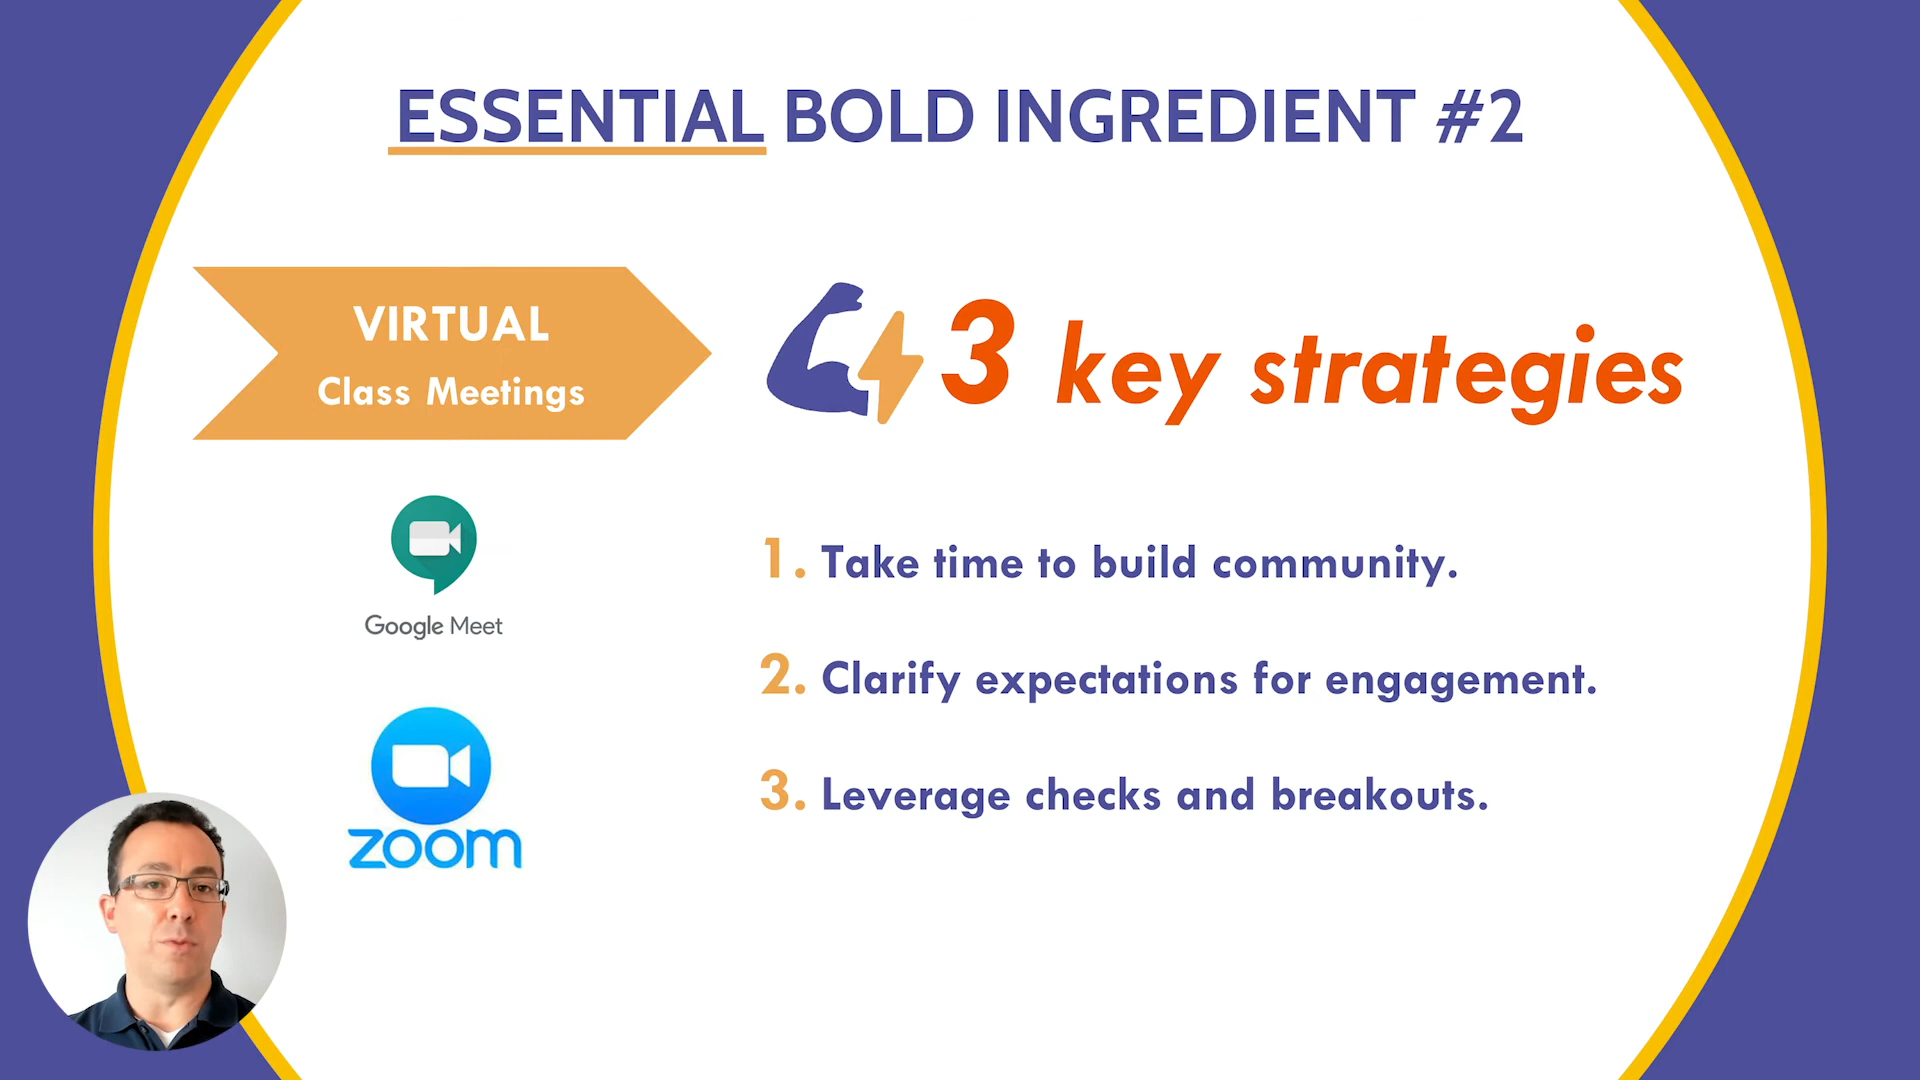 ESSENTIAL BOLD INGREDIENT #2
VIRTUAL
Class Meetings
3 key strategies
Google Meet
zoom
1. Take time to build community.
2. Clarify expectations for engagement.
3. Leverage checks and breakouts.